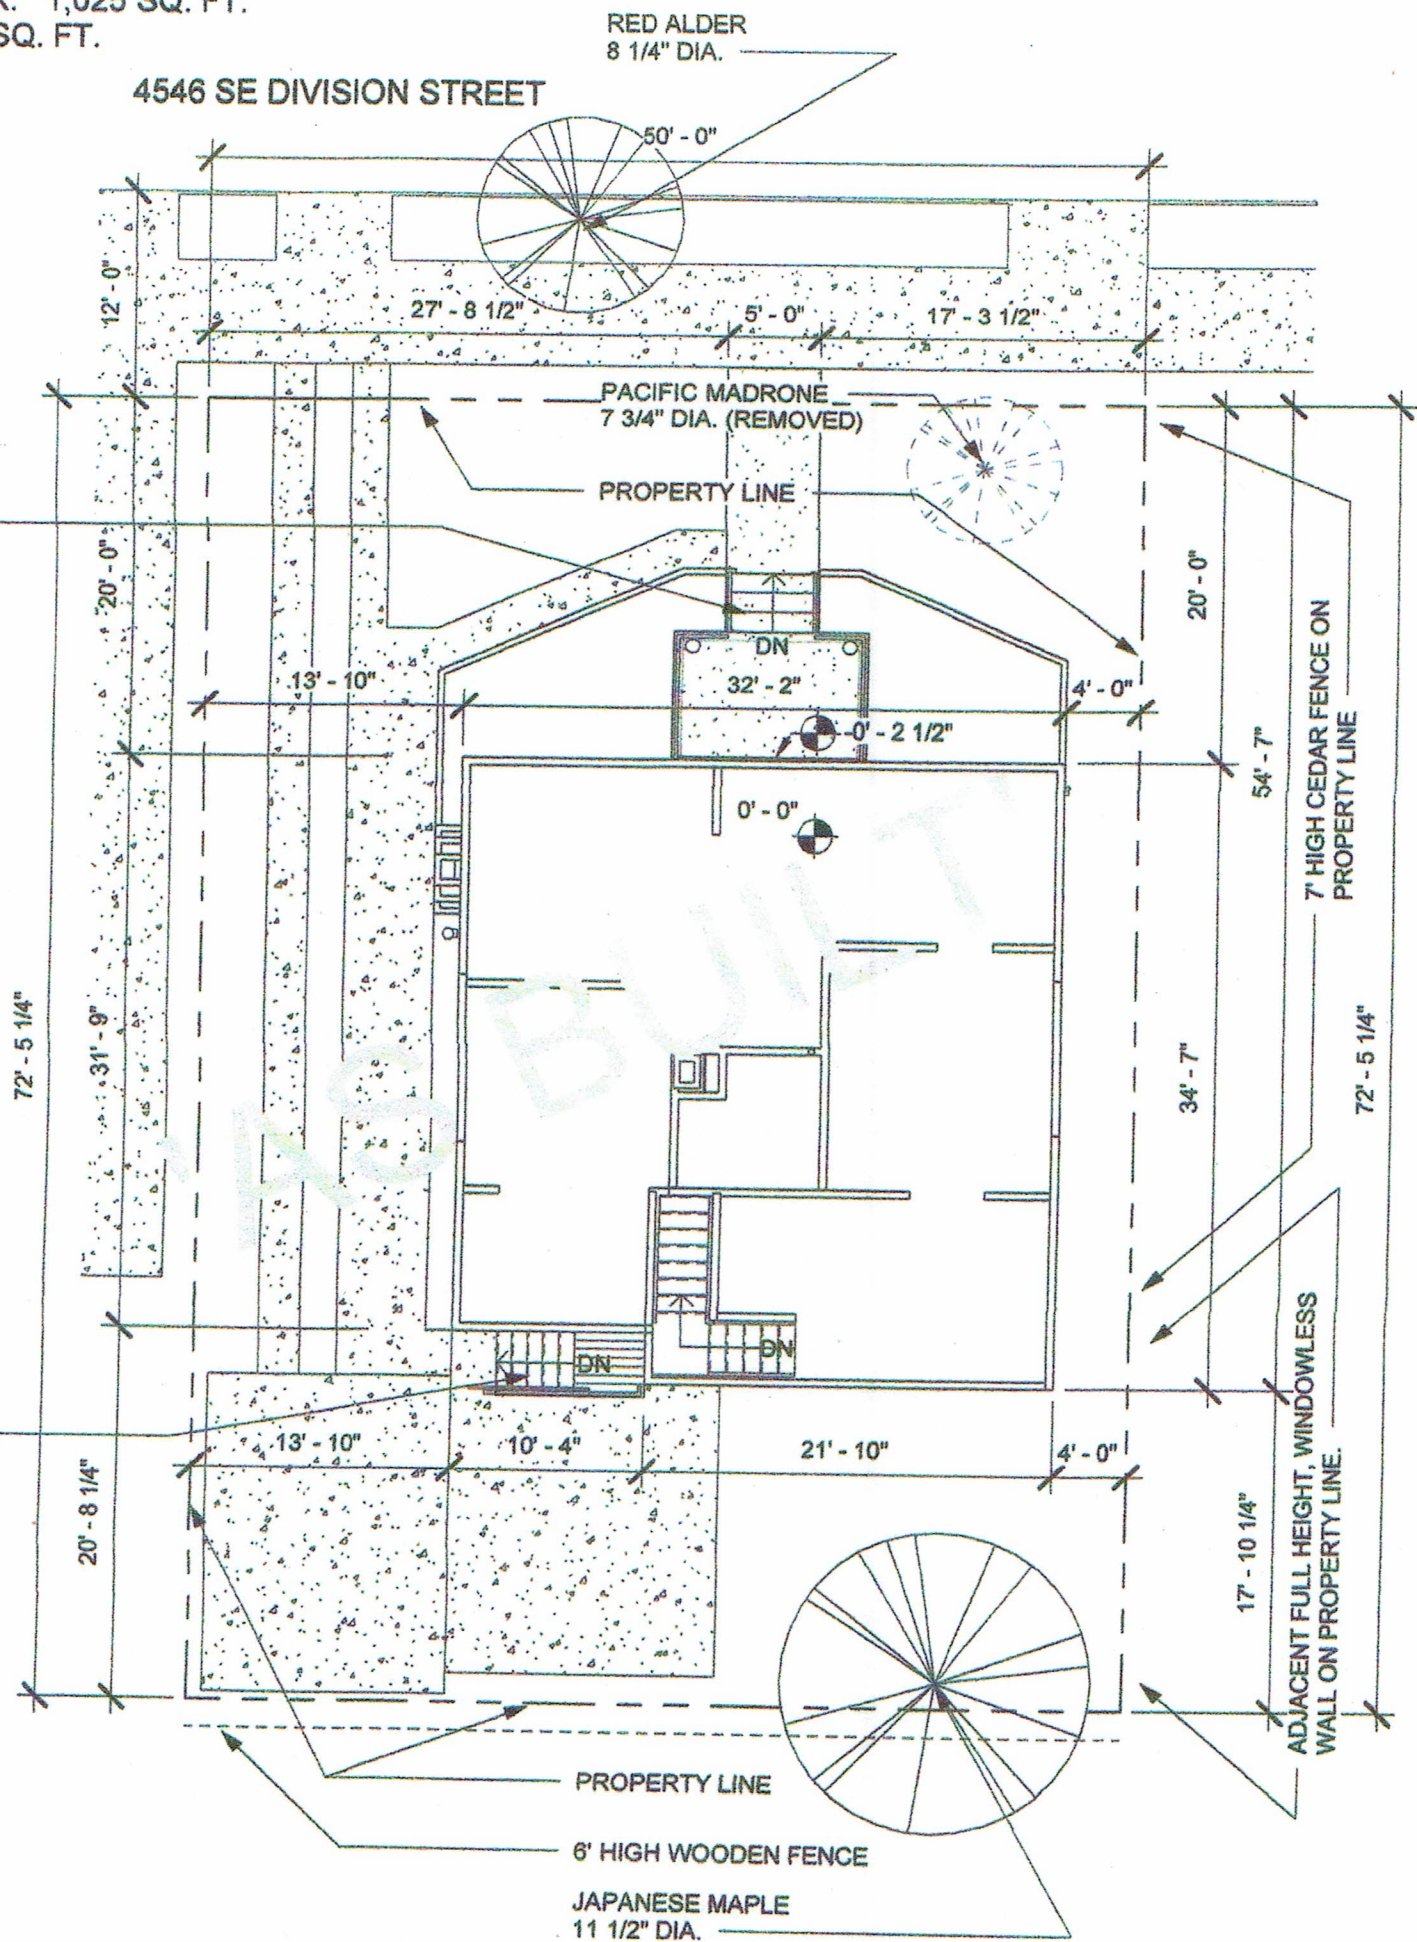 1,025 SQ. FT.
SQ. FT.
RED ALDER
8 1/4" DIA.
4546 SE DIVISION STREET
50' - 0"
12' - 0"
27' - 8 1/2"
5' - 0"
17' - 3 1/2"
PACIFIC MADRONE
7 3/4" DIA. (REMOVED)
PROPERTY LINE
20' - 0"
20' - 0"
7' HIGH CEDAR FENCE ON
PROPERTY LINE
DN
13' - 10"
32' - 2"
4' - 0"
-0' - 2 1/2"
54' - 7"
0' - 0"
"AS BUILT"
72' - 5 1/4"
31' - 9"
34' - 7"
72' - 5 1/4"
DN
DN
ADJACENT FULL HEIGHT, WINDOWLESS
WALL ON PROPERTY LINE.
13' - 10"
10' - 4"
21' - 10"
4' - 0"
20' - 8 1/4"
17' - 10 1/4"
PROPERTY LINE
6' HIGH WOODEN FENCE
JAPANESE MAPLE
11 1/2" DIA.